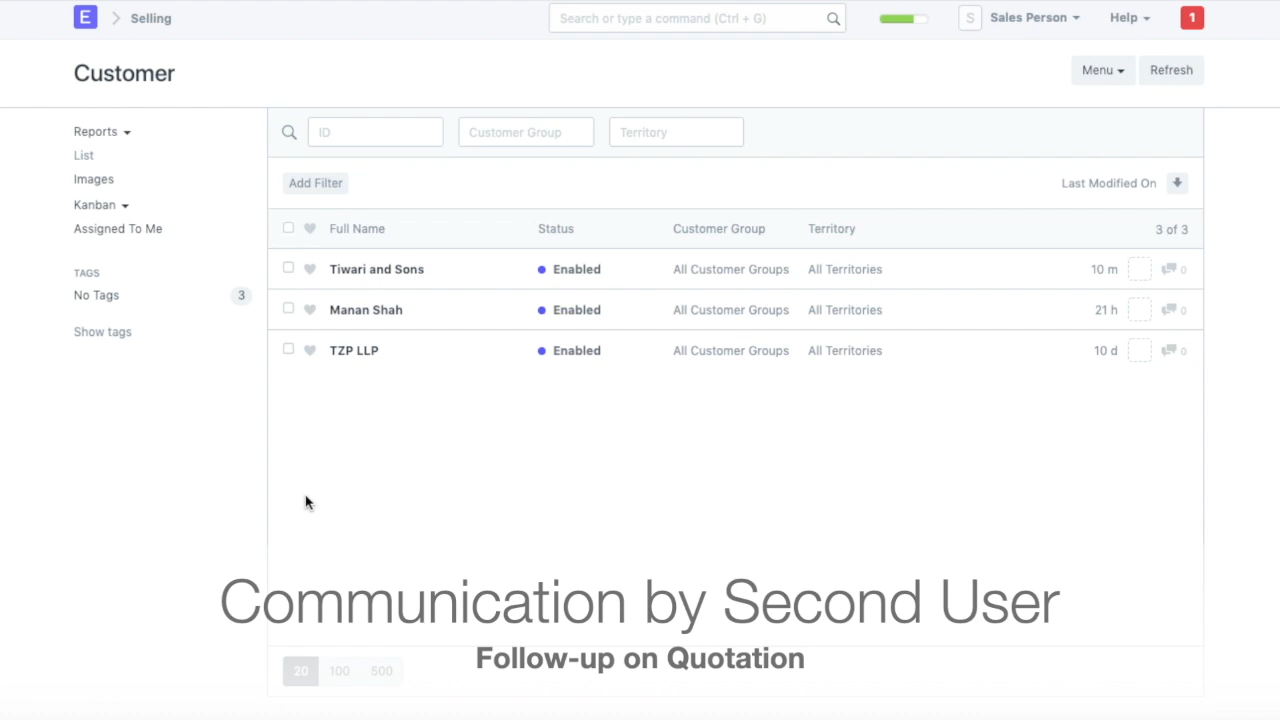 E Selling Search or type a command (Ctrl + G) S Sales Person Help 1
Customer Menu Refresh
Reports ID Customer Group Territory
List
Images Add Filter Last Modified On
Kanban
Assigned To Me Full Name Status Customer Group Territory 3 of 3
TAGS Tiwari and Sons Enabled All Customer Groups All Territories 10 m 0
No Tags 3 Manan Shah Enabled All Customer Groups All Territories 21 h 0
Show tags TZP LLP Enabled All Customer Groups All Territories 10 d 0
Communication by Second User
Follow-up on Quotation
20 100 500